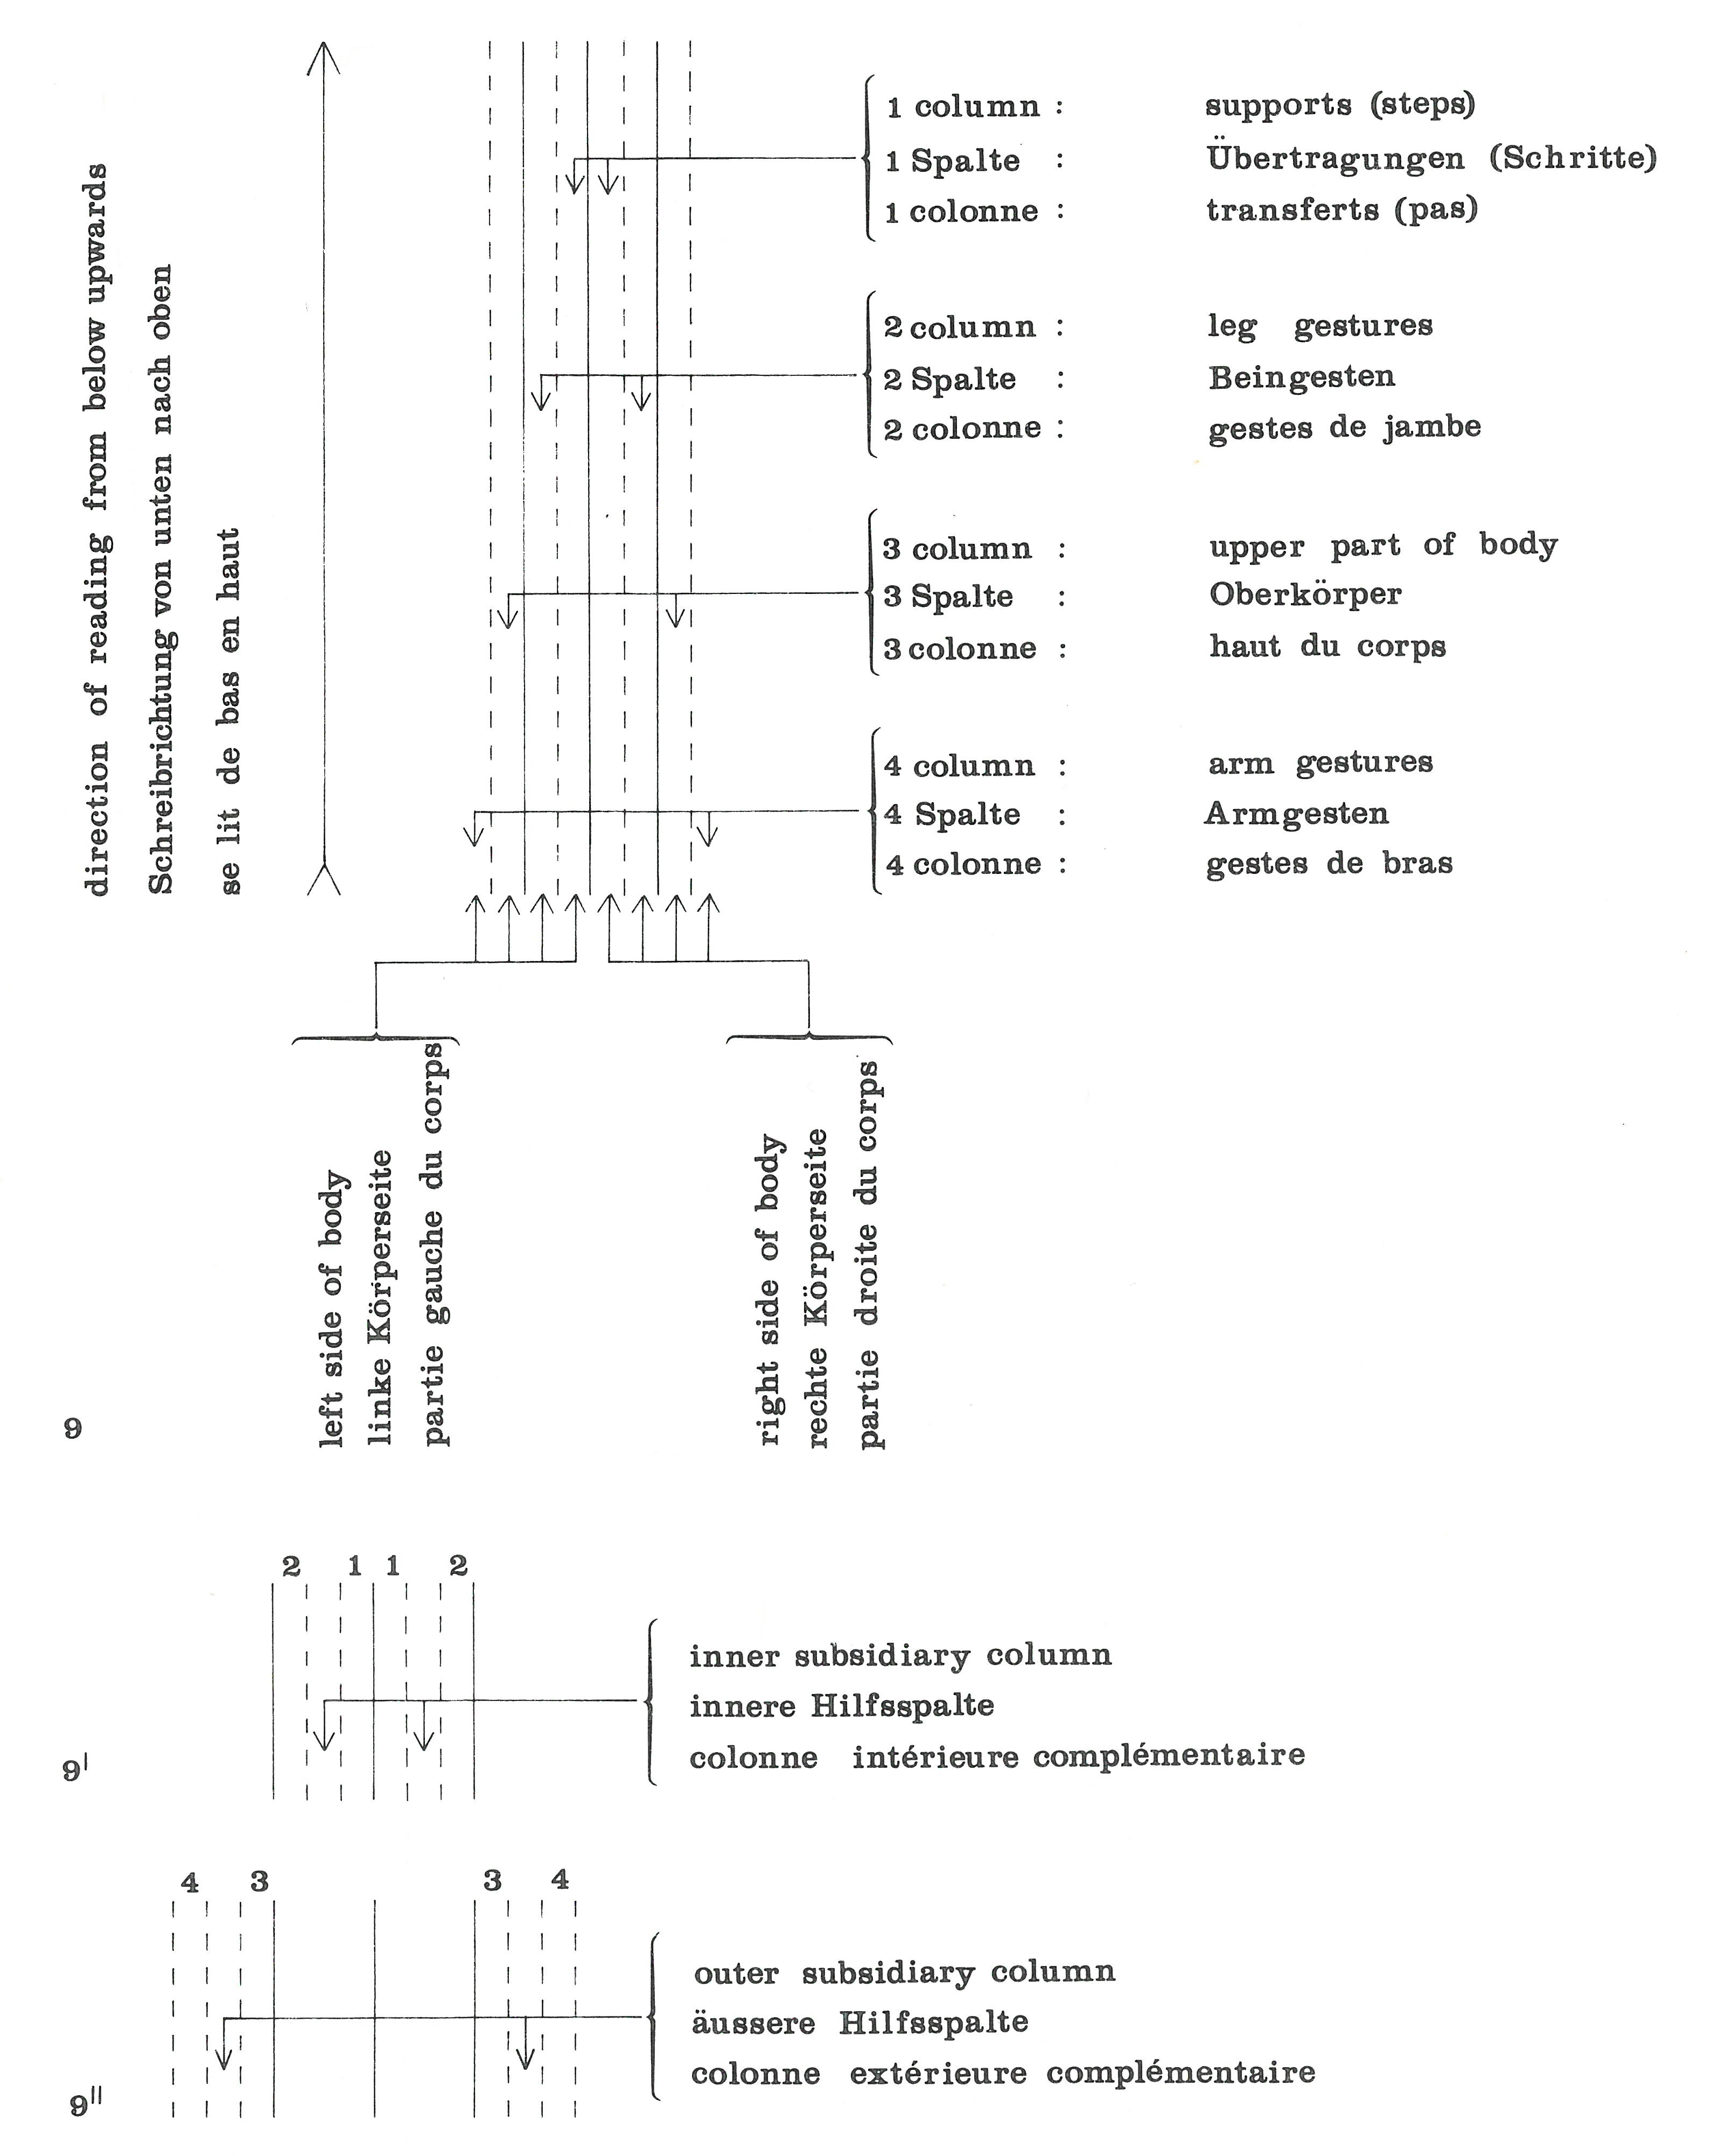 direction of reading from below upwards
Schreibrichtung von unten nach oben
se lit de bas en haut
1 column : supports (steps)
1 Spalte : Übertragungen (Schritte)
1 colonne : transferts (pas)
2 column : leg gestures
2 Spalte : Beingesten
2 colonne : gestes de jambe
3 column : upper part of body
3 Spalte : Oberkörper
3 colonne : haut du corps
4 column : arm gestures
4 Spalte : Armgesten
4 colonne : gestes de bras
left side of body
linke Körperseite
partie gauche du corps
right side of body
rechte Körperseite
partie droite du corps
9
2 1 1 2
inner subsidiary column
innere Hilfsspalte
colonne intérieure complémentaire
9ᴵ
4 3 3 4
outer subsidiary column
äussere Hilfsspalte
colonne extérieure complémentaire
9ᴵᴵ